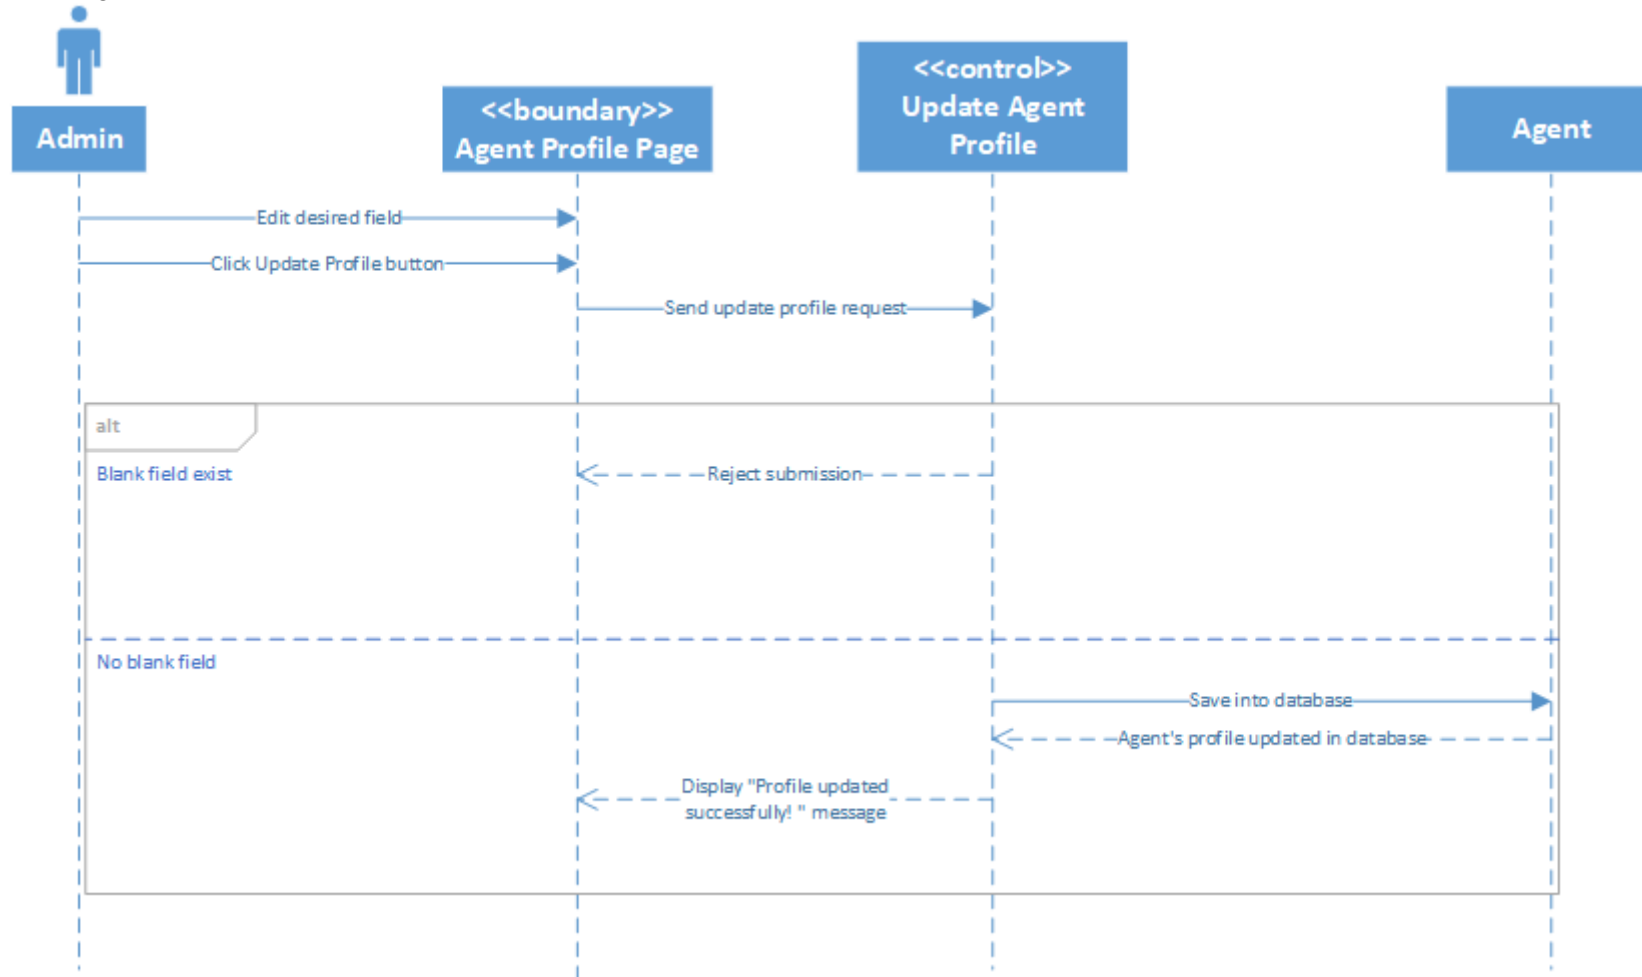 Admin
<<boundary>>
Agent Profile Page
<<control>>
Update Agent
Profile
Agent
Edit desired field
Click Update Profile button
Send update profile request
alt
Blank field exist
Reject submission
No blank field
Save into database
Agent's profile updated in database
Display "Profile updated
successfully! " message